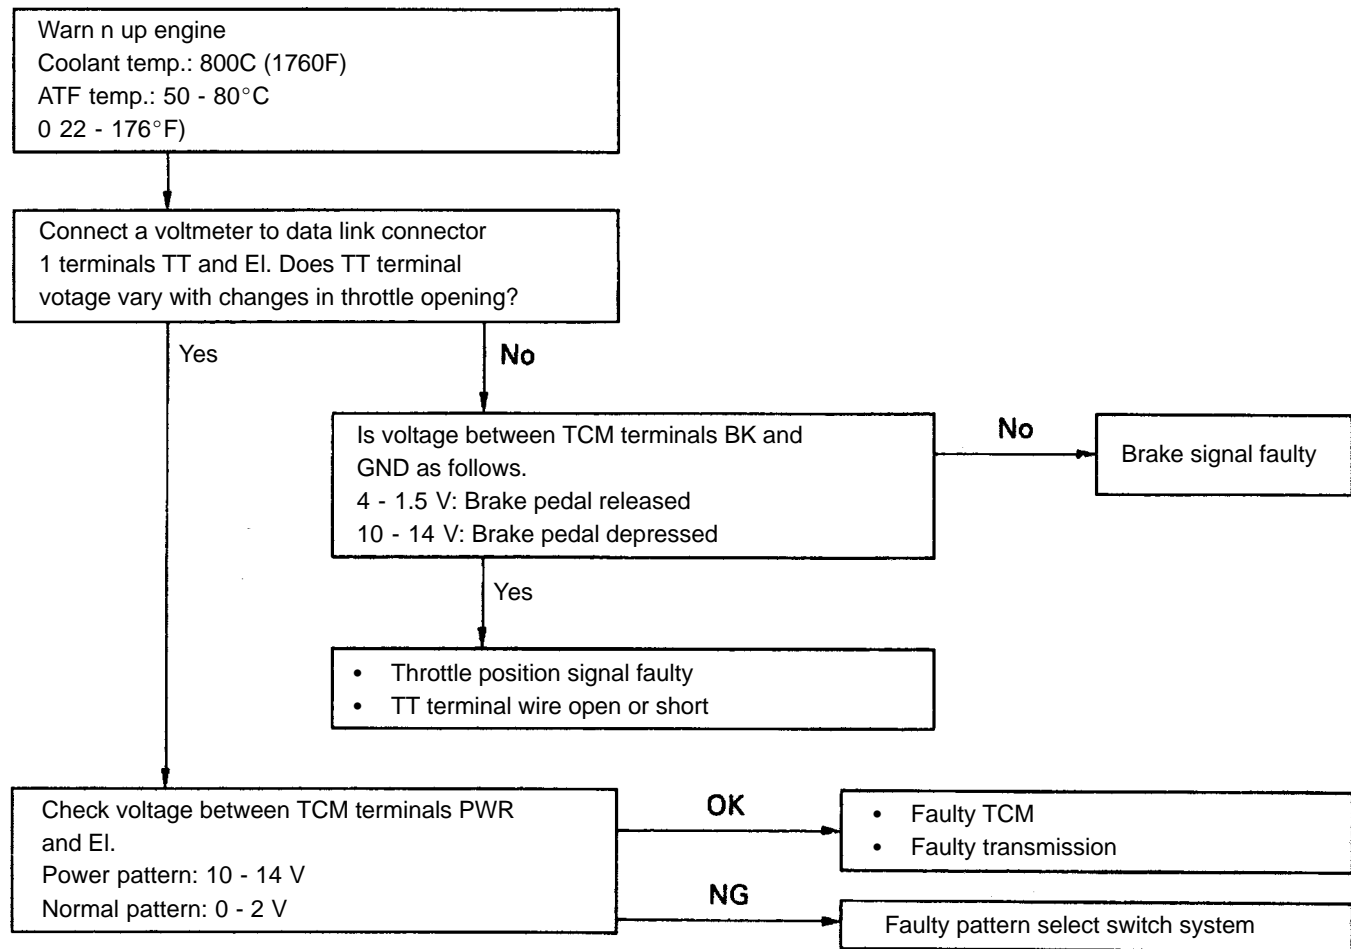 Warn n up engine
Coolant temp.: 800C (1760F)
ATF temp.: 50 - 80°C
0 22 - 176°F)
Connect a voltmeter to data link connector
1 terminals TT and El. Does TT terminal
votage vary with changes in throttle opening?
Yes
No
Is voltage between TCM terminals BK and
GND as follows.
4 - 1.5 V: Brake pedal released
10 - 14 V: Brake pedal depressed
No
Brake signal faulty
Yes
• Throttle position signal faulty
• TT terminal wire open or short
Check voltage between TCM terminals PWR
and El.
Power pattern: 10 - 14 V
Normal pattern: 0 - 2 V
OK
• Faulty TCM
• Faulty transmission
NG
Faulty pattern select switch system